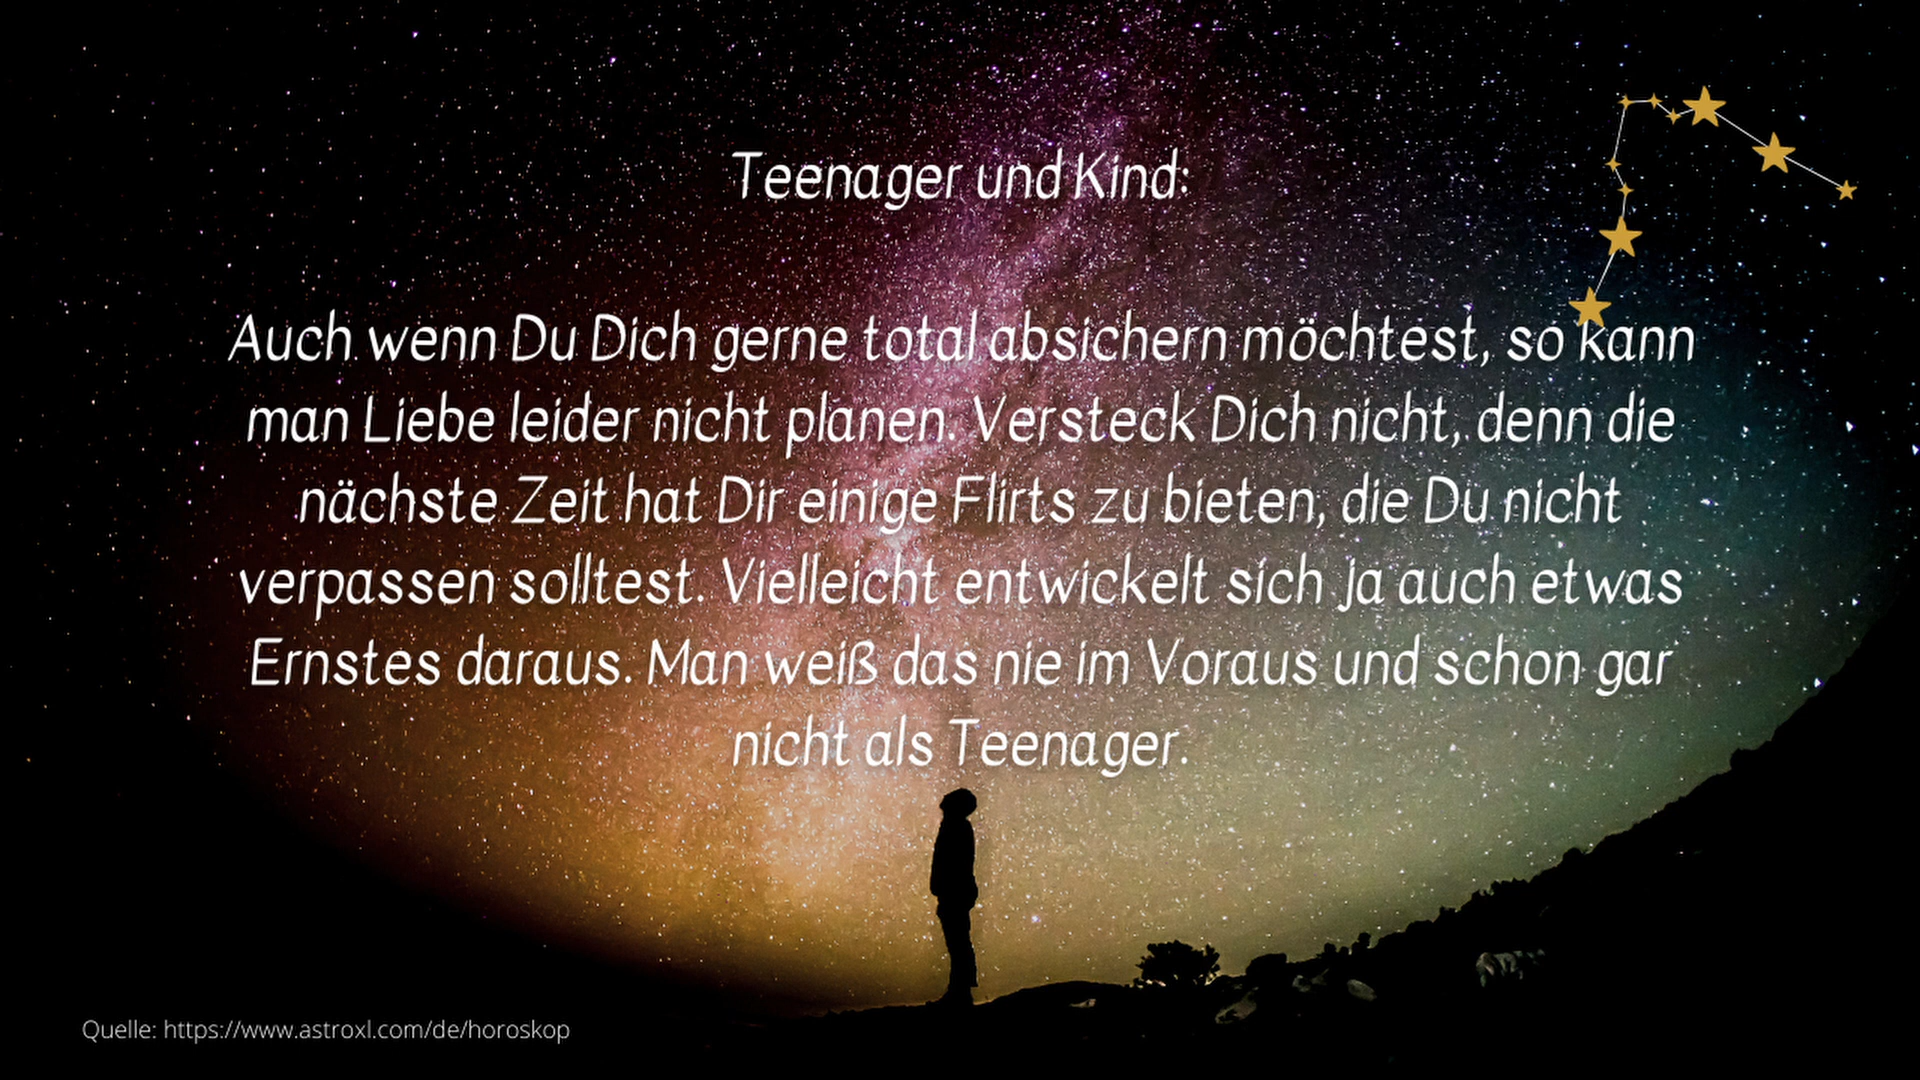 Teenager und Kind:
Auch wenn Du Dich gerne total absichern möchtest, so kann
man Liebe leider nicht planen. Versteck Dich nicht, denn die
nächste Zeit hat Dir einige Flirts zu bieten, die Du nicht
verpassen solltest. Vielleicht entwickelt sich ja auch etwas
Ernstes daraus. Man weiß das nie im Voraus und schon gar
nicht als Teenager.
Quelle: https://www.astroxl.com/de/horoskop